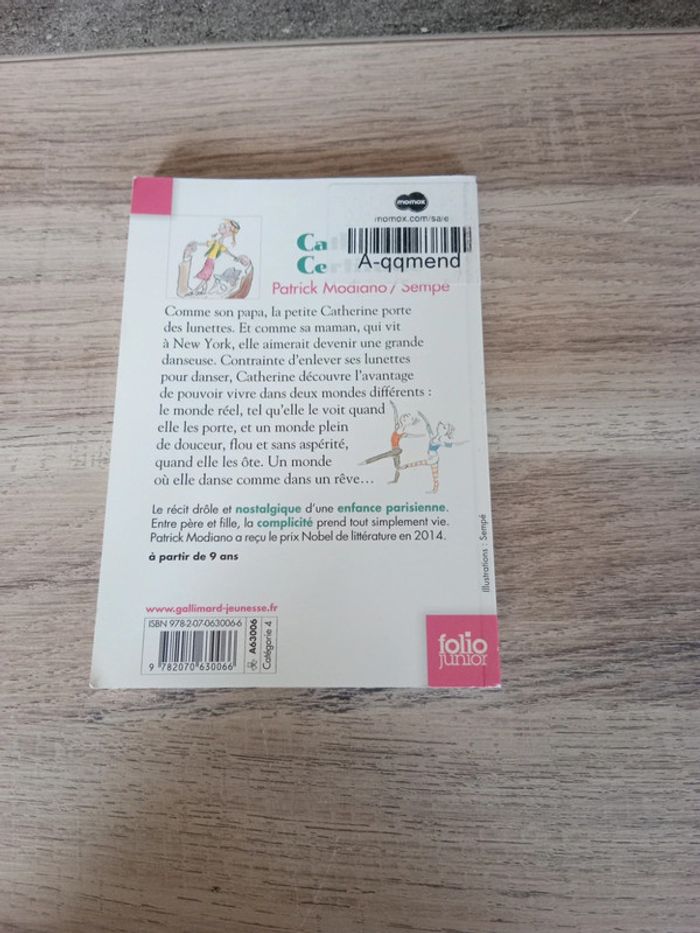 momox
momox.com/sale
A-qqmend
Patrick Modiano / Sempé
Comme son papa, la petite Catherine porte
des lunettes. Et comme sa maman, qui vit
à New York, elle aimerait devenir une grande
danseuse. Contrainte d'enlever ses lunettes
pour danser, Catherine découvre l'avantage
de pouvoir vivre dans deux mondes différents :
le monde réel, tel qu'elle le voit quand
elle les porte, et un monde plein
de douceur, flou et sans aspérité,
quand elle les ôte. Un monde
où elle danse comme dans un rêve…
Le récit drôle et nostalgique d'une enfance parisienne.
Entre père et fille, la complicité prend tout simplement vie.
Patrick Modiano a reçu le prix Nobel de littérature en 2014.
à partir de 9 ans
Illustrations : Sempé
www.gallimard-jeunesse.fr
ISBN 978-2-07-063006-6
A63006
Catégorie 4
9 782070 630066
folio
junior